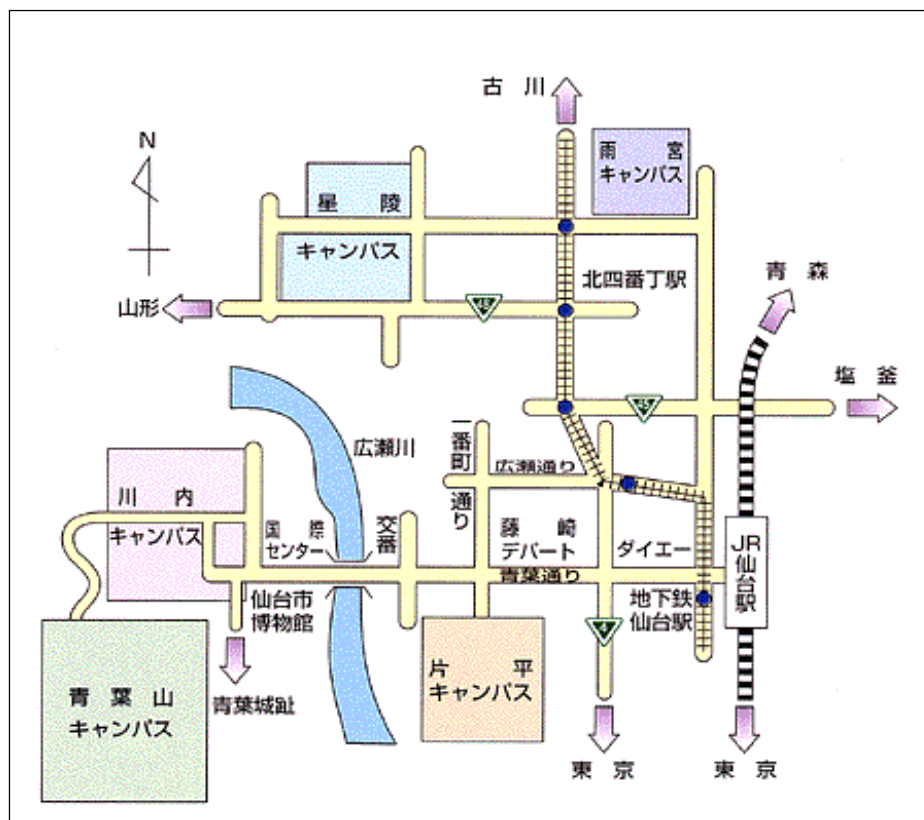 古 川
N
雨 宮
キャンパス
星 陵
キャンパス
北四番丁駅
青 森
山形
48
塩 釜
45
広瀬川
一番町通り
広瀬通り
川 内
キャンパス
国 際
センター
交番
藤 崎
デパート
ダイエー
青葉通り
JR仙台駅
仙台市
博物館
地下鉄
仙台駅
4
片 平
キャンパス
青 葉 山
キャンパス
青葉城趾
東 京
東 京